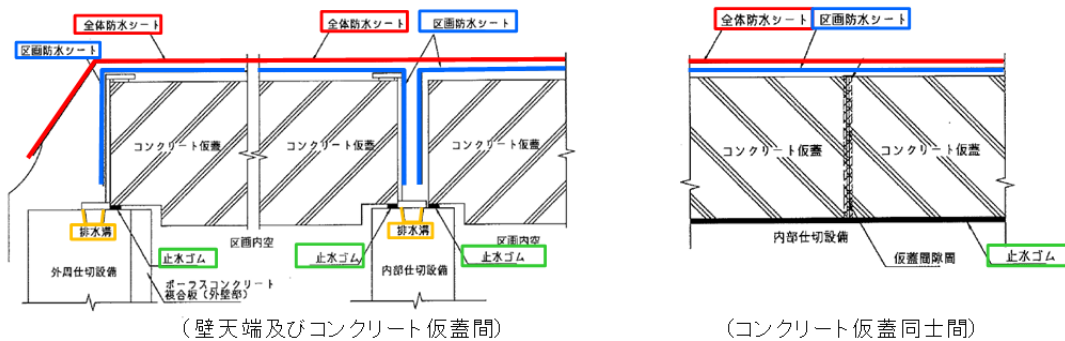 全体防水シート
全体防水シート
区画防水シート
区画防水シート
コンクリート仮蓋
コンクリート仮蓋
コンクリート仮蓋
排水溝
止水ゴム
区画内空
止水ゴム
排水溝
止水ゴム
区画内空
外周仕切設備
内部仕切設備
ポーラスコンクリート
複合板(外壁部)
(壁天端及びコンクリート仮蓋間)
全体防水シート
区画防水シート
コンクリート仮蓋
コンクリート仮蓋
内部仕切設備
仮蓋間隙間
止水ゴム
(コンクリート仮蓋同士間)